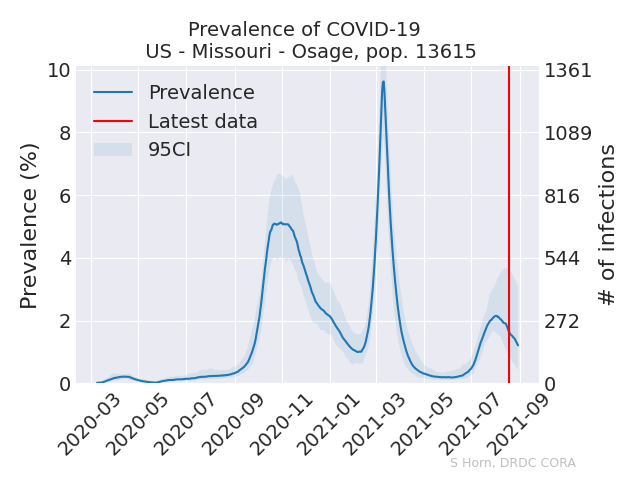 Prevalence of COVID-19
US - Missouri - Osage, pop. 13615
10
8
6
4
2
0
Prevalence (%)
1361
1089
816
544
272
0
# of infections
Prevalence
Latest data
95CI
2020-03
2020-05
2020-07
2020-09
2020-11
2021-01
2021-03
2021-05
2021-07
2021-09
S Horn, DRDC CORA